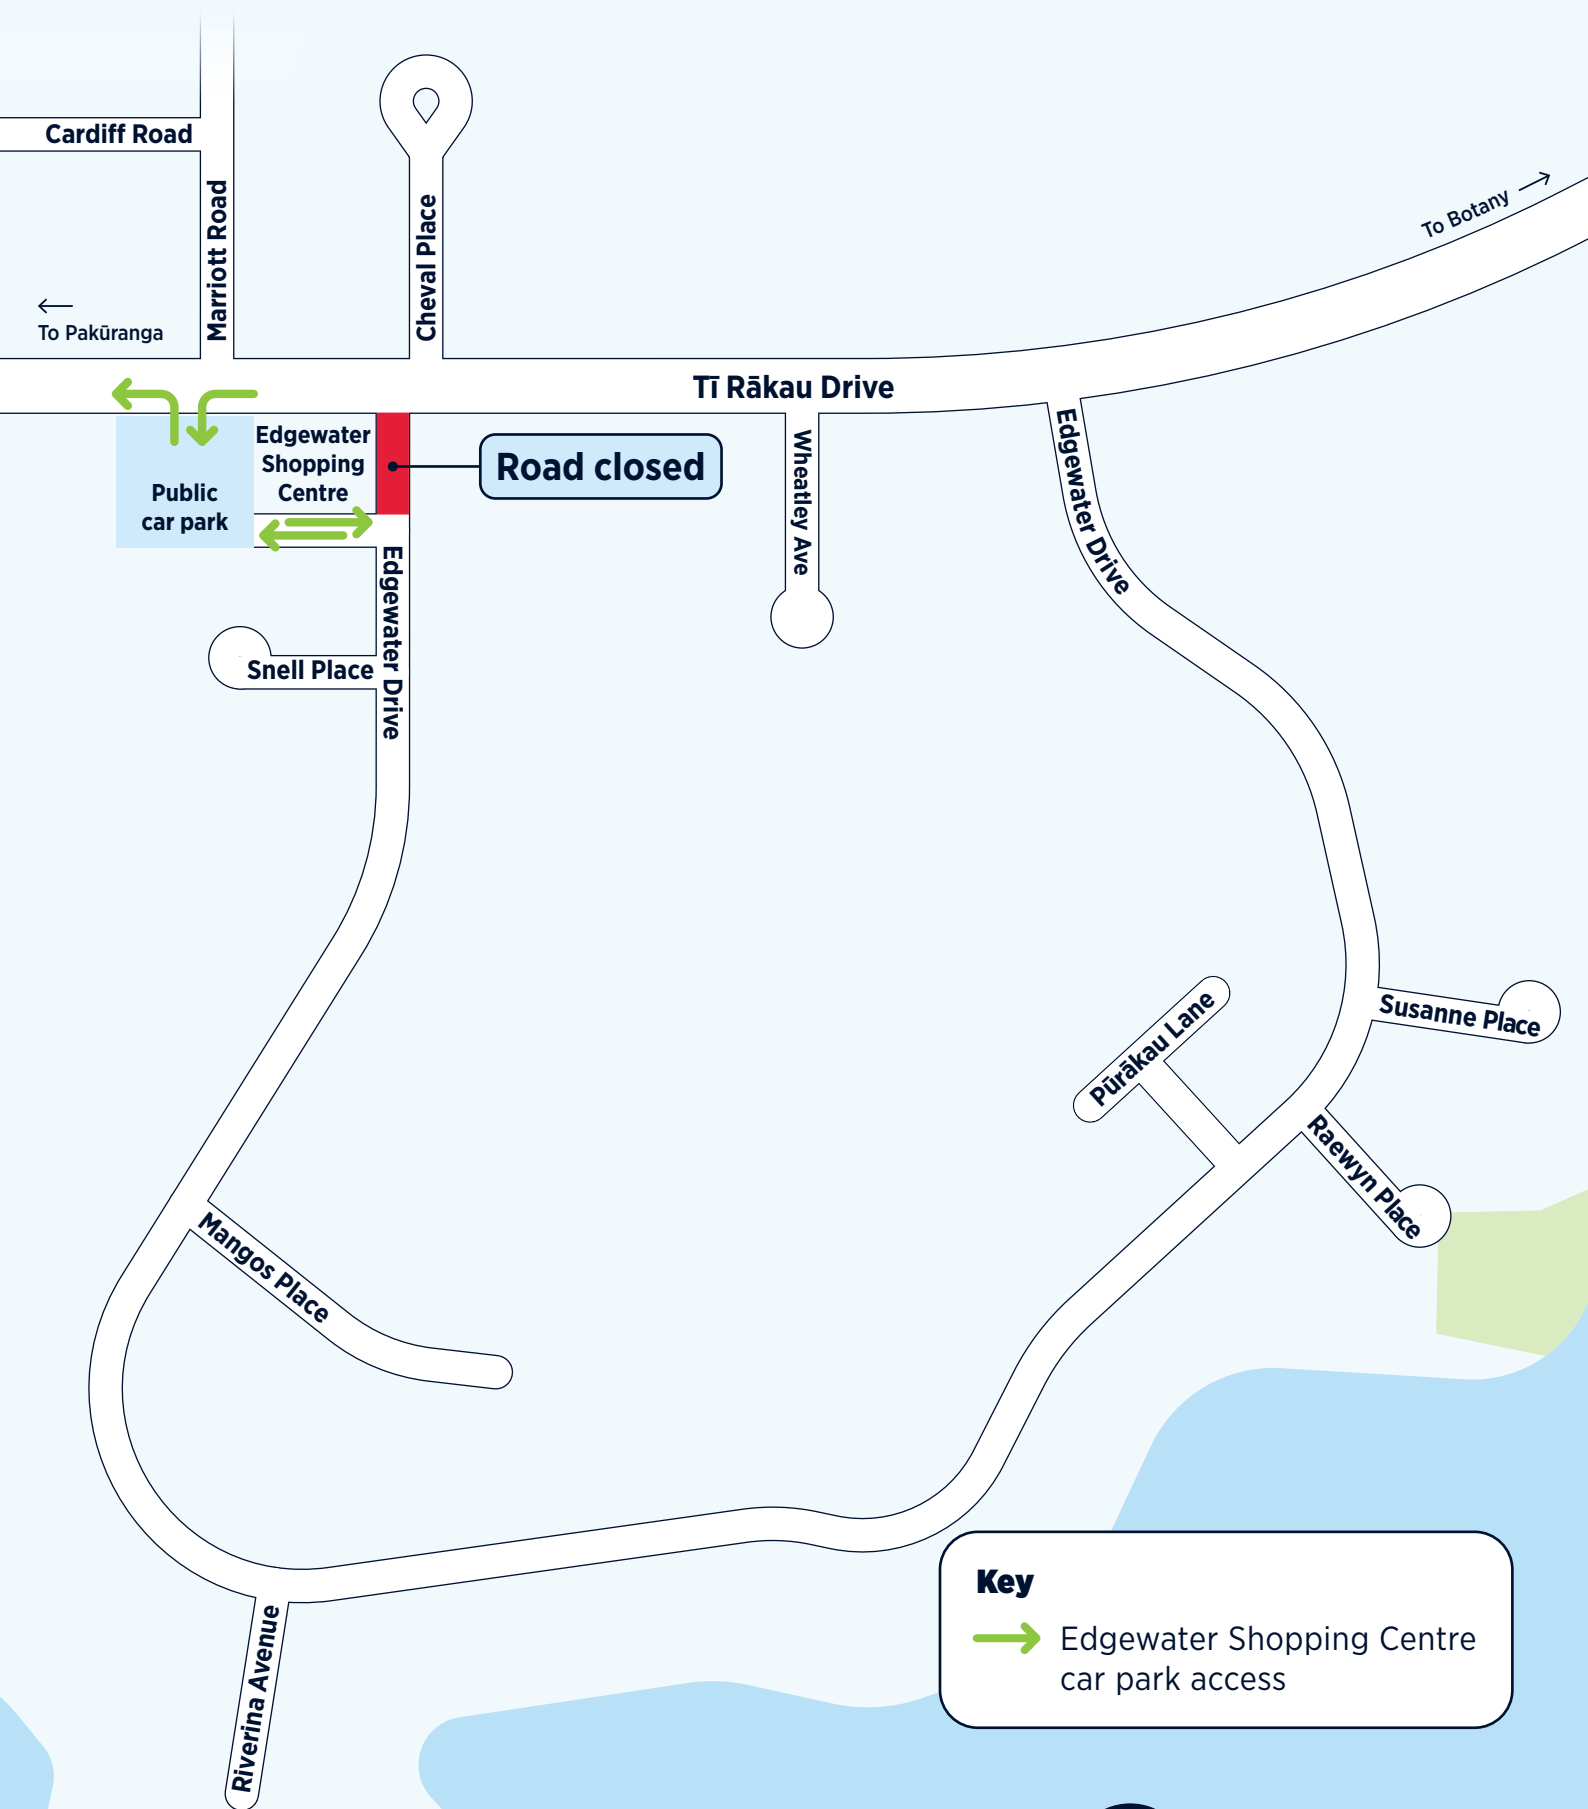 Cardiff Road
Marriott Road
Cheval Place
To Botany
To Pakūranga
Tī Rākau Drive
Edgewater
Shopping
Centre
Road closed
Public
car park
Wheatley Ave
Edgewater Drive
Edgewater Drive
Snell Place
Susanne Place
Pūrākau Lane
Raewyn Place
Mangos Place
Riverina Avenue
Key
Edgewater Shopping Centre
car park access